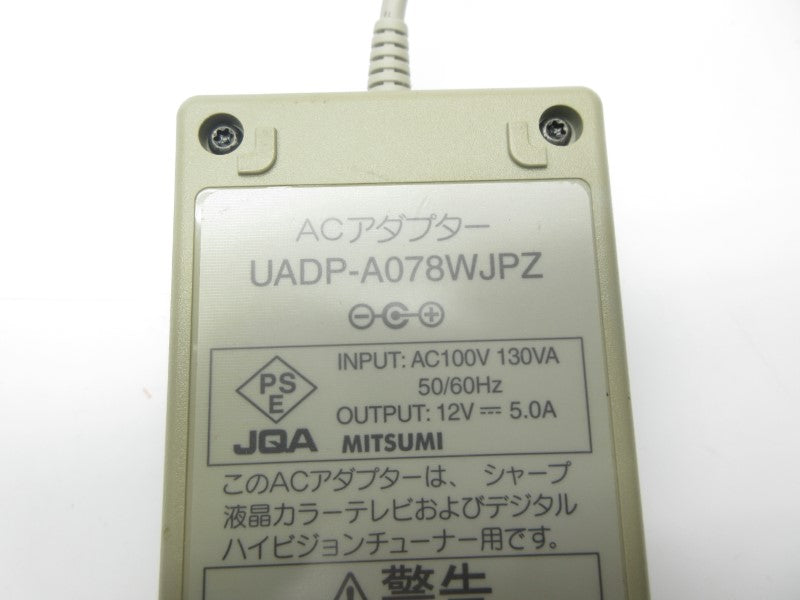 ACアダプター
UADP-A078WJPZ
INPUT: AC100V 130VA
50/60Hz
OUTPUT: 12V⎓ 5.0A
PS
E
JQA MITSUMI
このACアダプターは、シャープ
液晶カラーテレビおよびデジタル
ハイビジョンチューナー用です。
警告